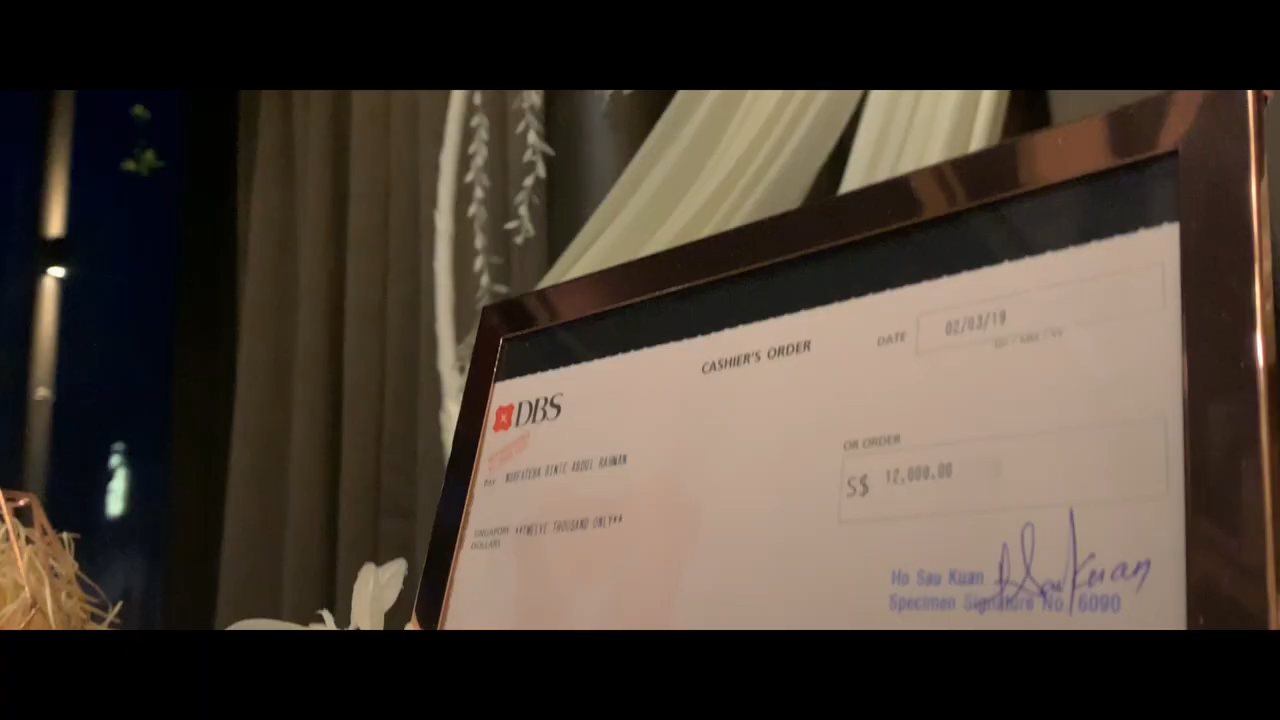 CASHIER'S ORDER
DATE 02/03/19
DBS
OR ORDER
PAY NURFATEHA BINTE ABDUL RAHMAN
S$ 12,000.00
SINGAPORE DOLLARS **TWELVE THOUSAND ONLY**
Ho Sau Kuan
Specimen Signature No 6090